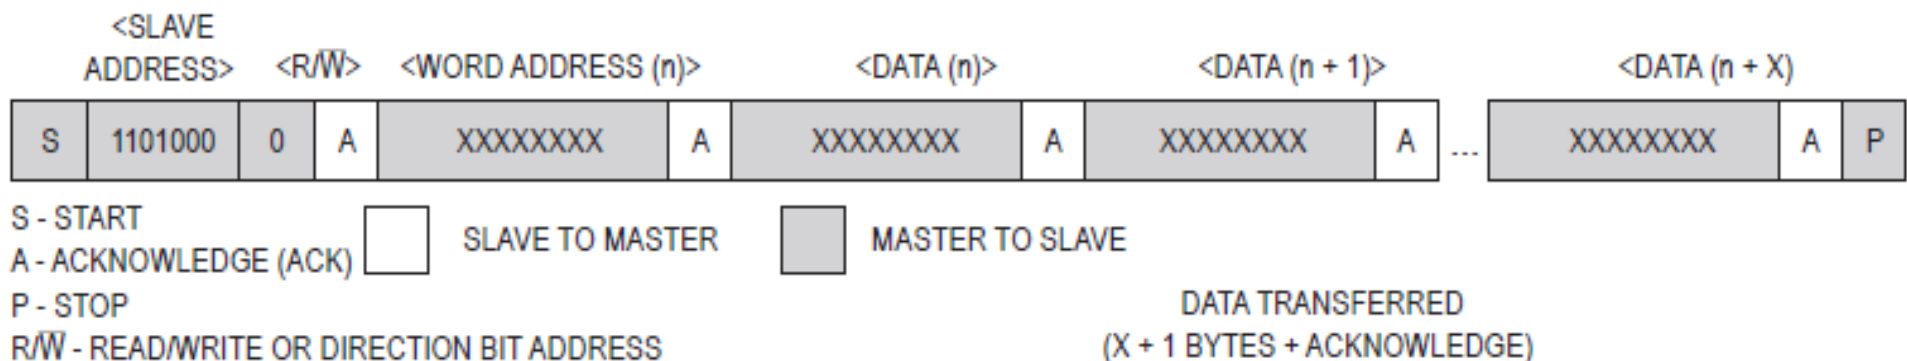 <SLAVE
ADDRESS> <R/W̅> <WORD ADDRESS (n)> <DATA (n)> <DATA (n + 1)> <DATA (n + X)
S 1101000 0 A XXXXXXXX A XXXXXXXX A XXXXXXXX A ... XXXXXXXX A P
S - START
A - ACKNOWLEDGE (ACK) SLAVE TO MASTER MASTER TO SLAVE
P - STOP
R/W̅ - READ/WRITE OR DIRECTION BIT ADDRESS
DATA TRANSFERRED
(X + 1 BYTES + ACKNOWLEDGE)